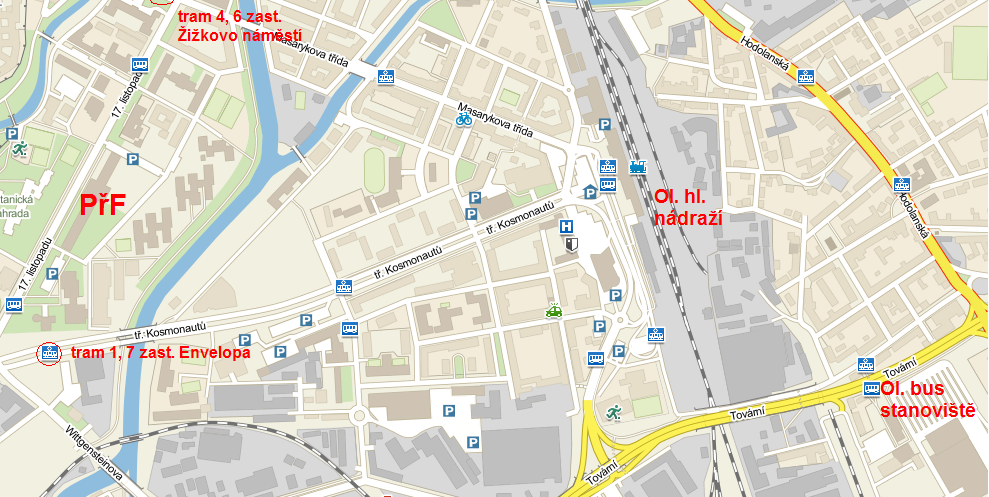 tram 4, 6 zast.
Žižkovo náměstí
Masarykova třída
Hodolanská
17. listopadu
Masarykova třída
P
P
P
PřF
tanická
ahrada
P
P
Ol. hl.
nádraží
Hodolanská
tř. Kosmonautů
H
17. listopadu
P
tř. Kosmonautů
P
P
tř. Kosmonautů
P
P
P
P
tram 1, 7 zast. Envelopa
Ol. bus
stanoviště
Tovární
Tovární
P
P
Wittgensteinova
Tovární